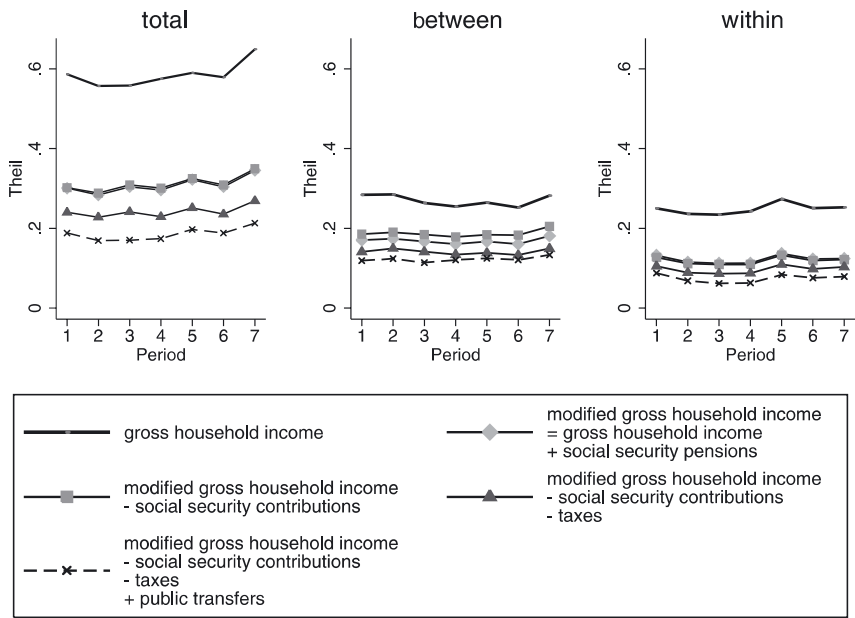 total
between
within
Theil
0 .2 .4 .6
1 2 3 4 5 6 7
Period
Theil
0 .2 .4 .6
1 2 3 4 5 6 7
Period
Theil
0 .2 .4 .6
1 2 3 4 5 6 7
Period
gross household income
modified gross household income
= gross household income
+ social security pensions
modified gross household income
- social security contributions
modified gross household income
- social security contributions
- taxes
modified gross household income
- social security contributions
- taxes
+ public transfers